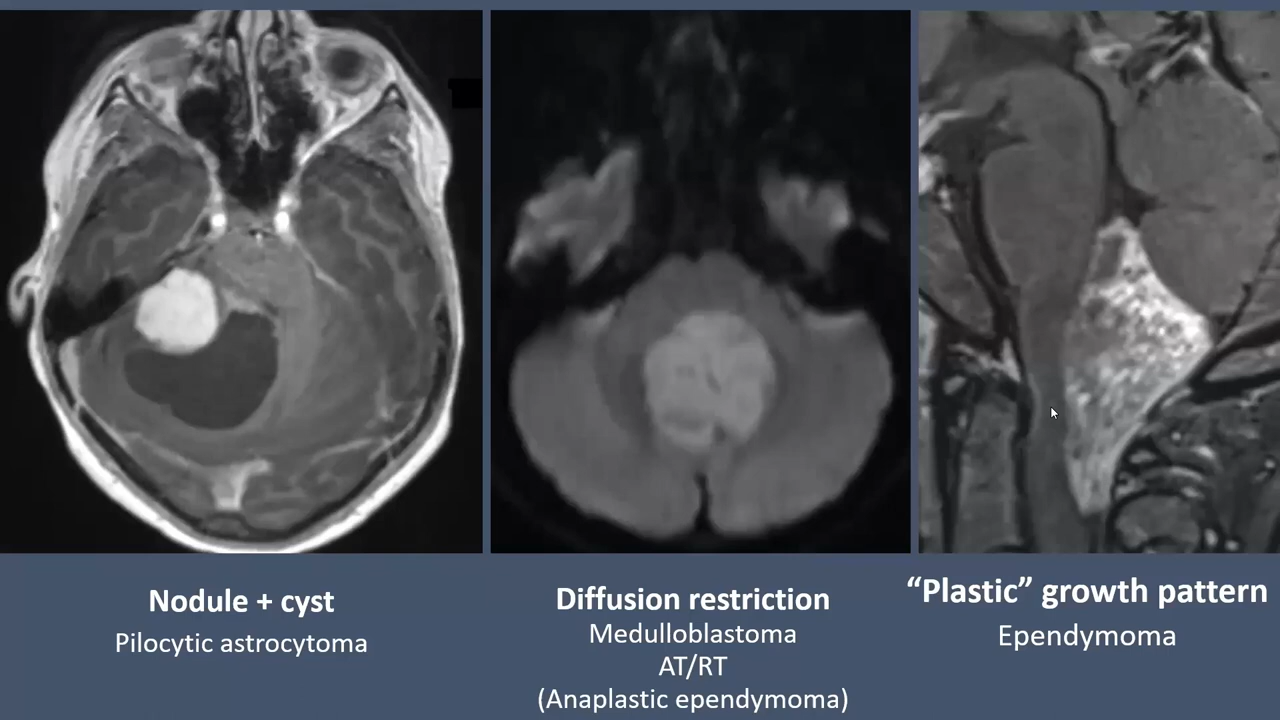 Nodule + cyst
Pilocytic astrocytoma
Diffusion restriction
Medulloblastoma
AT/RT
(Anaplastic ependymoma)
“Plastic” growth pattern
Ependymoma